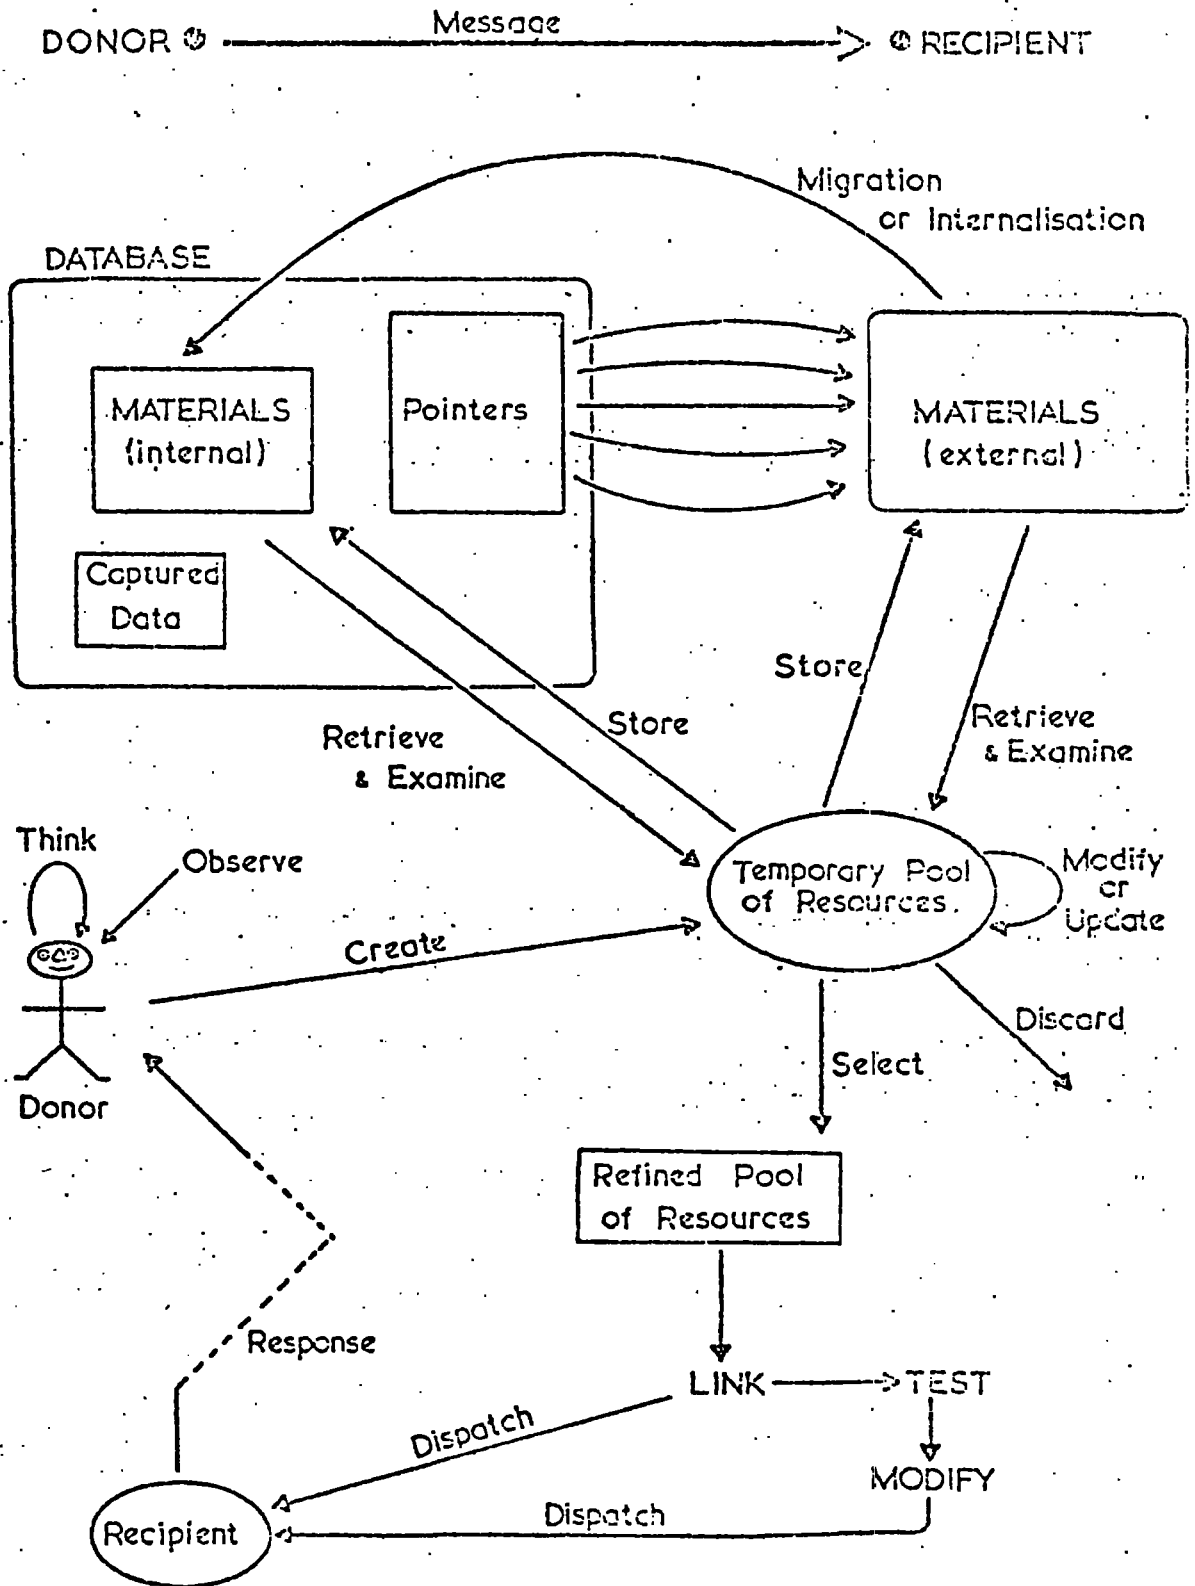 Message
DONOR
RECIPIENT
Migration
or Internalisation
DATABASE
MATERIALS
(internal)
Pointers
MATERIALS
(external)
Captured
Data
Store
Retrieve
& Examine
Store
Retrieve
& Examine
Think
Observe
Temporary Pool
of Resources.
Modify
or
Update
Create
Discard
Select
Donor
Refined Pool
of Resources
Response
LINK
TEST
Dispatch
MODIFY
Dispatch
Recipient